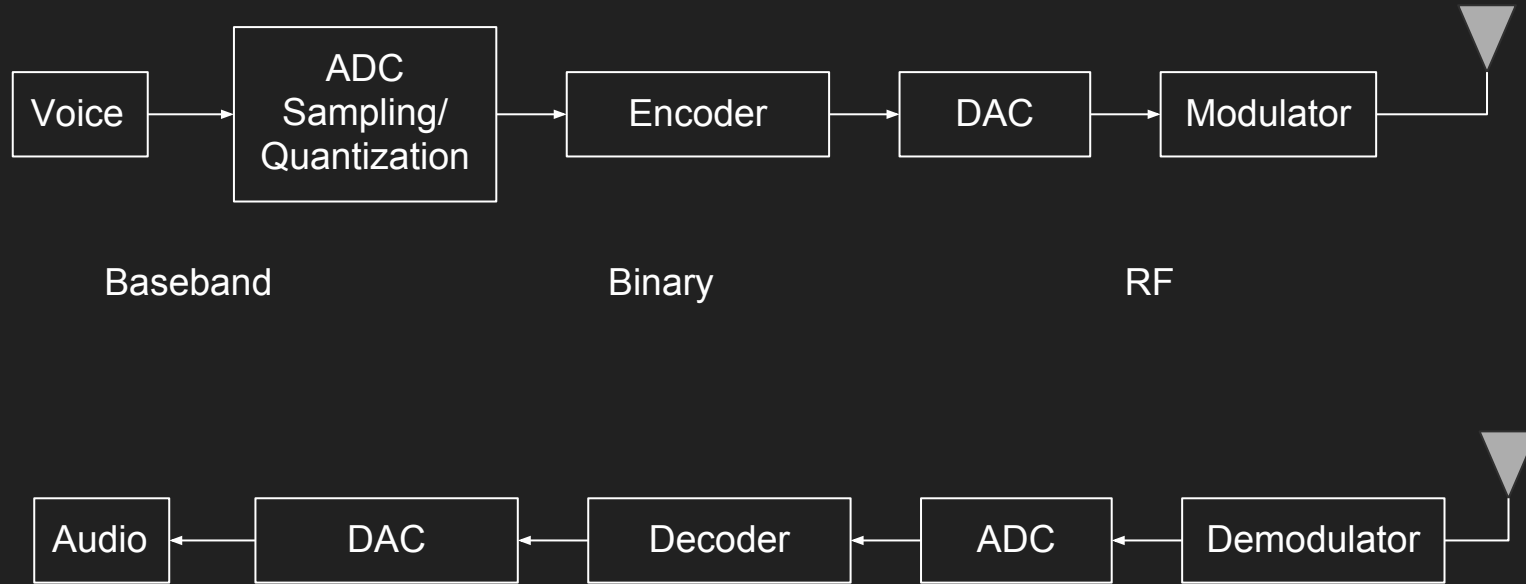 Voice
ADC
Sampling/
Quantization
Encoder
DAC
Modulator
Baseband
Binary
RF
Audio
DAC
Decoder
ADC
Demodulator